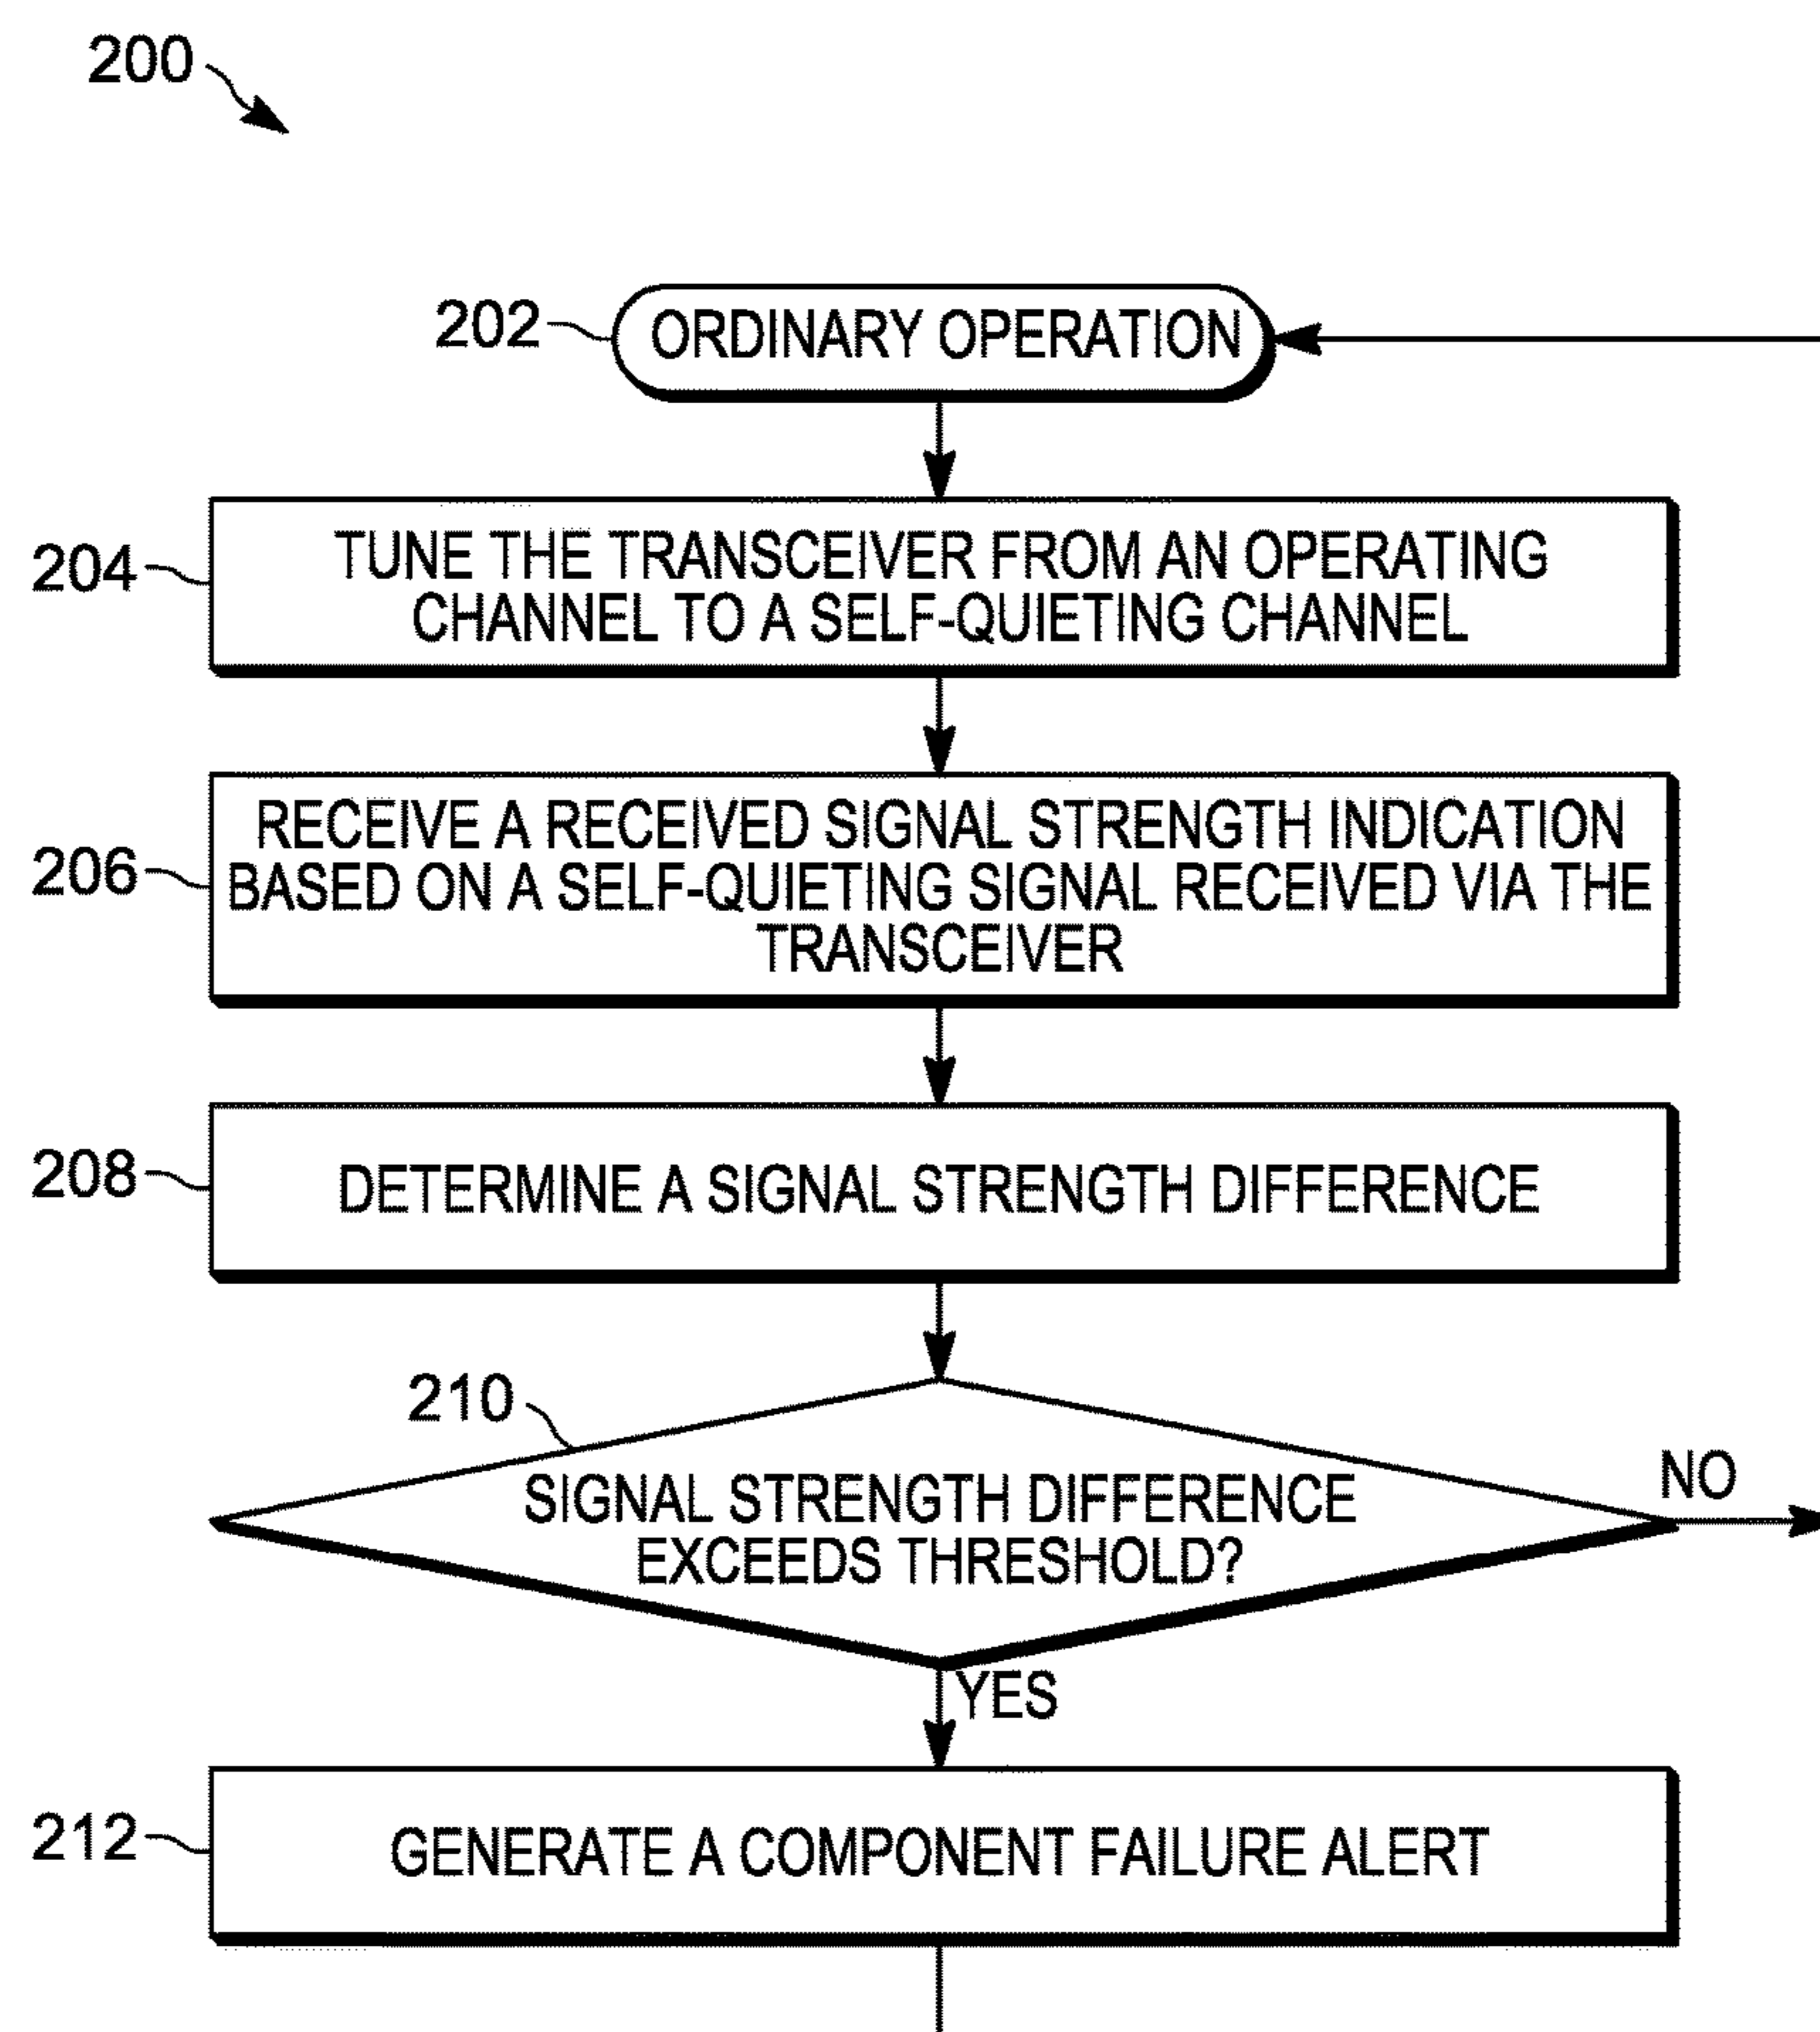 200
202
ORDINARY OPERATION
204
TUNE THE TRANSCEIVER FROM AN OPERATING
CHANNEL TO A SELF-QUIETING CHANNEL
206
RECEIVE A RECEIVED SIGNAL STRENGTH INDICATION
BASED ON A SELF-QUIETING SIGNAL RECEIVED VIA THE
TRANSCEIVER
208
DETERMINE A SIGNAL STRENGTH DIFFERENCE
210
SIGNAL STRENGTH DIFFERENCE
EXCEEDS THRESHOLD?
NO
YES
212
GENERATE A COMPONENT FAILURE ALERT